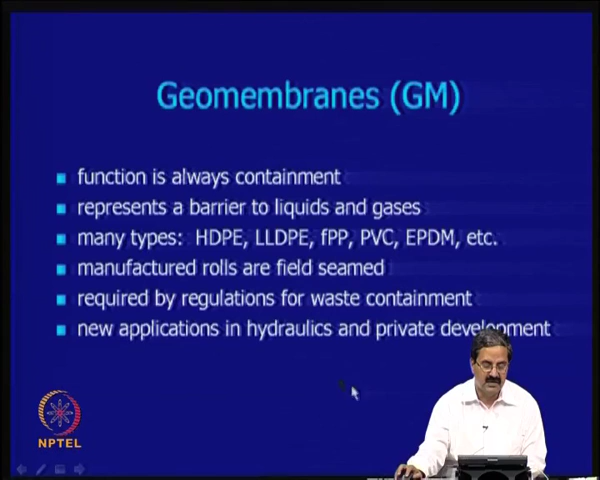 Geomembranes (GM)
function is always containment
represents a barrier to liquids and gases
many types: HDPE, LLDPE, fPP, PVC, EPDM, etc.
manufactured rolls are field seamed
required by regulations for waste containment
new applications in hydraulics and private development
NPTEL